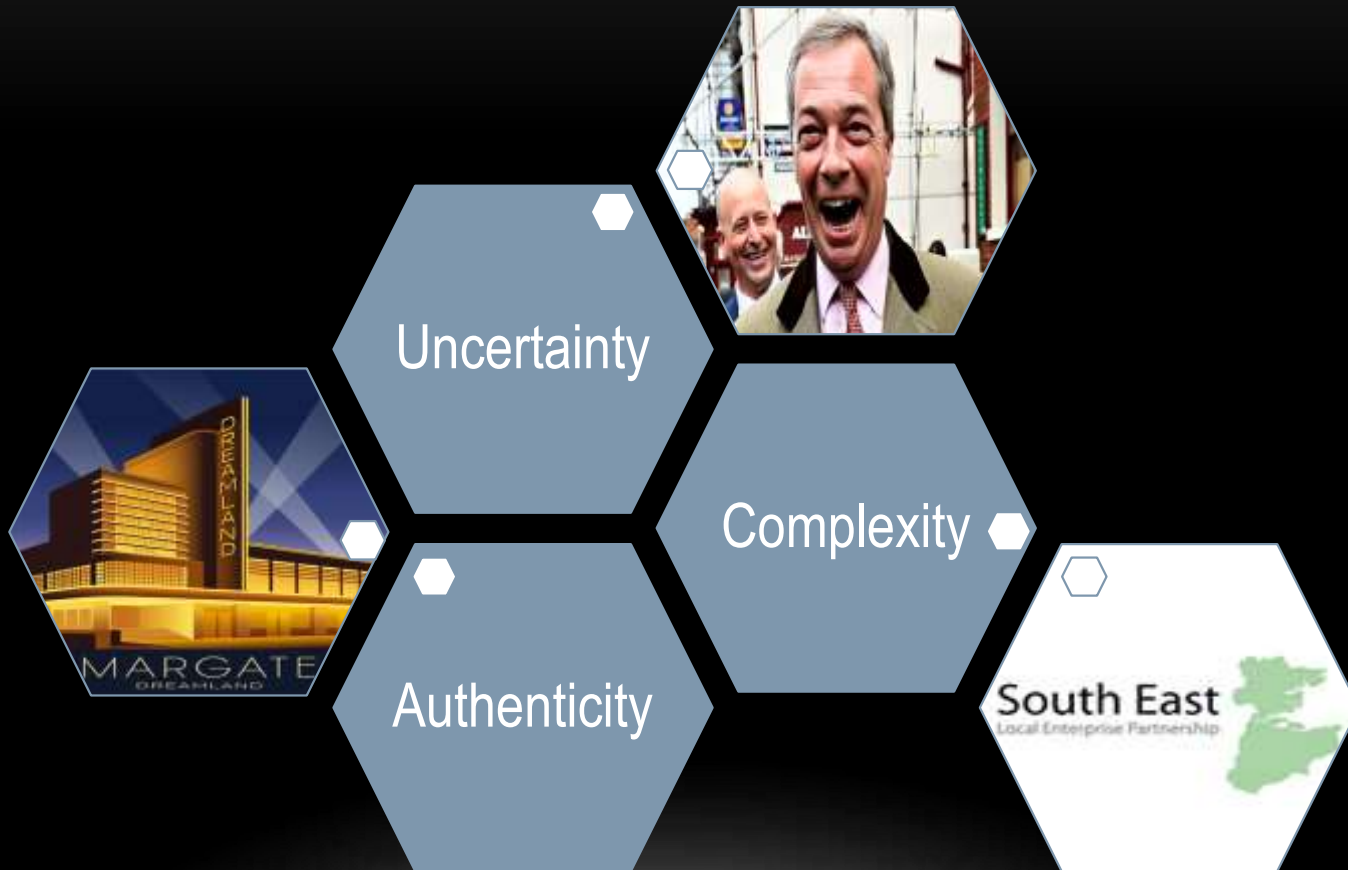 Uncertainty
DREAMLAND
Complexity
MARGATE
DREAMLAND
Authenticity
South East
Local Enterprise Partnership